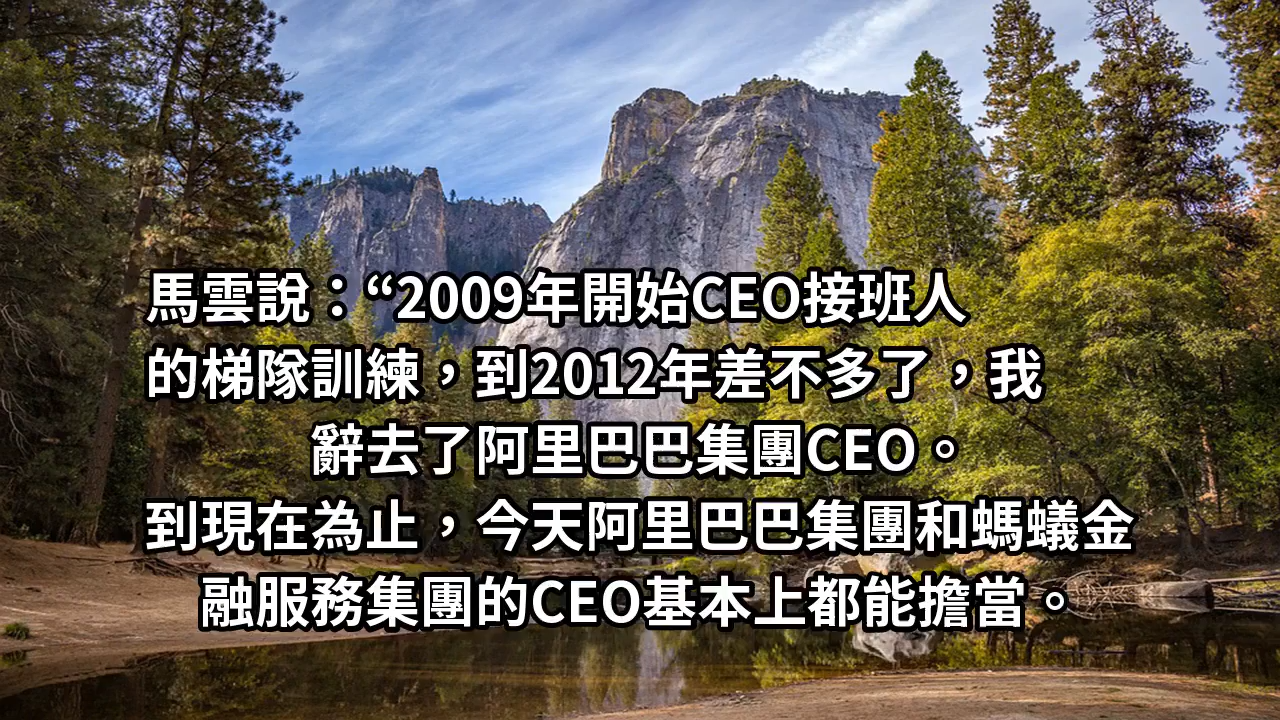 馬雲說：“2009年開始CEO接班人
的梯隊訓練，到2012年差不多了，我
辭去了阿里巴巴集團CEO。
到現在為止，今天阿里巴巴集團和螞蟻金
融服務集團的CEO基本上都能擔當。